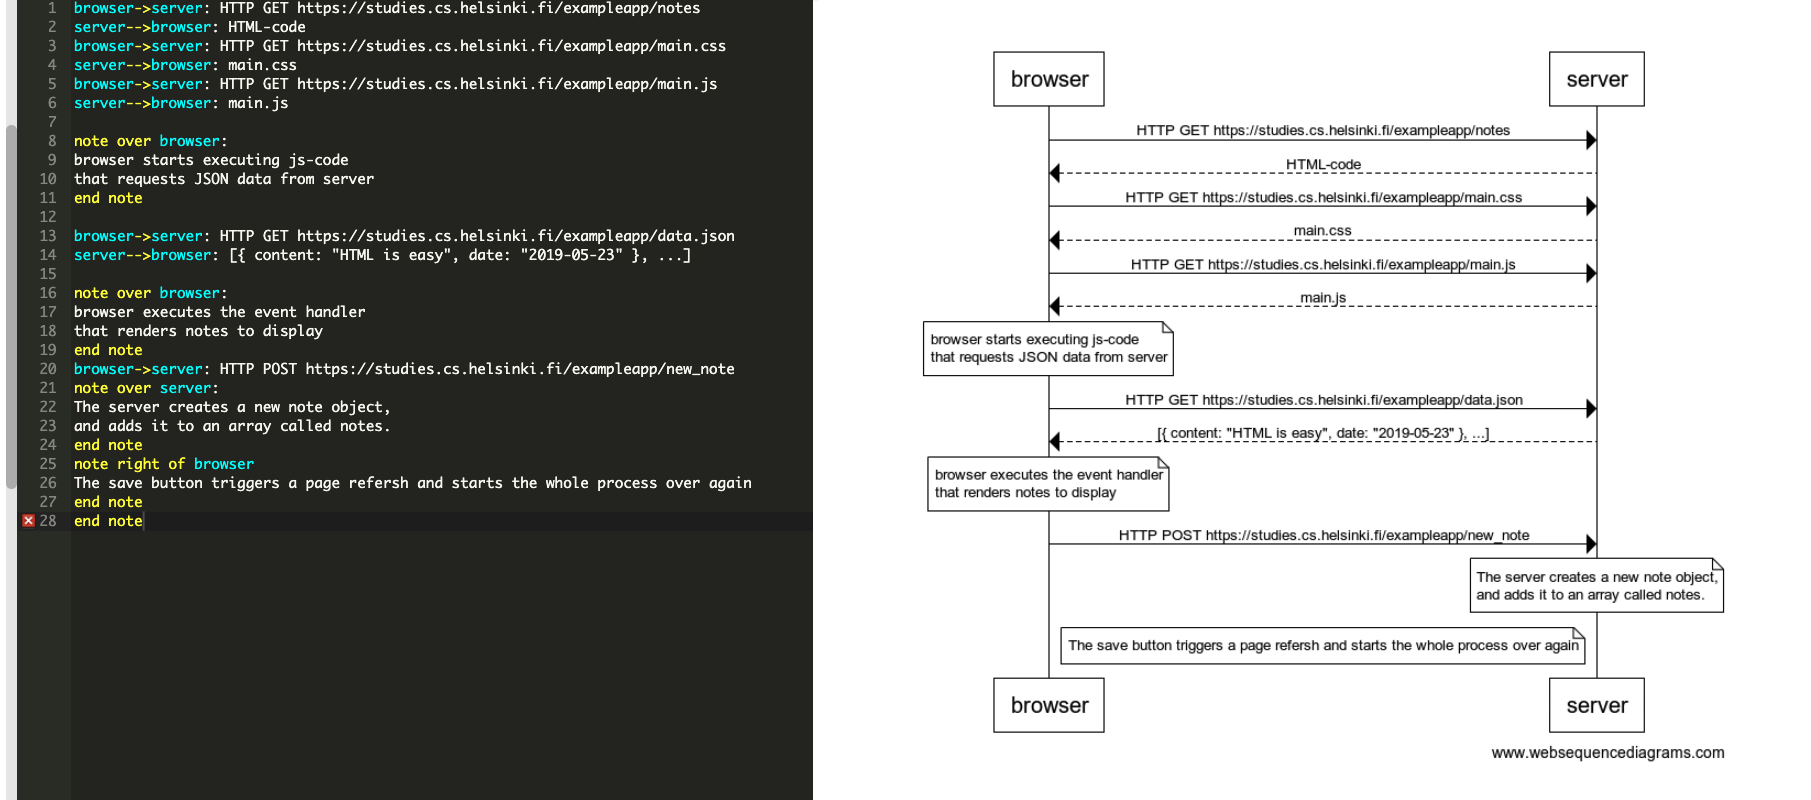 1 browser->server: HTTP GET https://studies.cs.helsinki.fi/exampleapp/notes
2 server-->browser: HTML-code
3 browser->server: HTTP GET https://studies.cs.helsinki.fi/exampleapp/main.css
4 server-->browser: main.css
5 browser->server: HTTP GET https://studies.cs.helsinki.fi/exampleapp/main.js
6 server-->browser: main.js
7
8 note over browser:
9 browser starts executing js-code
10 that requests JSON data from server
11 end note
12
13 browser->server: HTTP GET https://studies.cs.helsinki.fi/exampleapp/data.json
14 server-->browser: [{ content: "HTML is easy", date: "2019-05-23" }, ...]
15
16 note over browser:
17 browser executes the event handler
18 that renders notes to display
19 end note
20 browser->server: HTTP POST https://studies.cs.helsinki.fi/exampleapp/new_note
21 note over server:
22 The server creates a new note object,
23 and adds it to an array called notes.
24 end note
25 note right of browser
26 The save button triggers a page refersh and starts the whole process over again
27 end note
28 end note
browser server
HTTP GET https://studies.cs.helsinki.fi/exampleapp/notes
HTML-code
HTTP GET https://studies.cs.helsinki.fi/exampleapp/main.css
main.css
HTTP GET https://studies.cs.helsinki.fi/exampleapp/main.js
main.js
browser starts executing js-code
that requests JSON data from server
HTTP GET https://studies.cs.helsinki.fi/exampleapp/data.json
[{ content: "HTML is easy", date: "2019-05-23" }, ...]
browser executes the event handler
that renders notes to display
HTTP POST https://studies.cs.helsinki.fi/exampleapp/new_note
The server creates a new note object,
and adds it to an array called notes.
The save button triggers a page refersh and starts the whole process over again
browser server
www.websequencediagrams.com